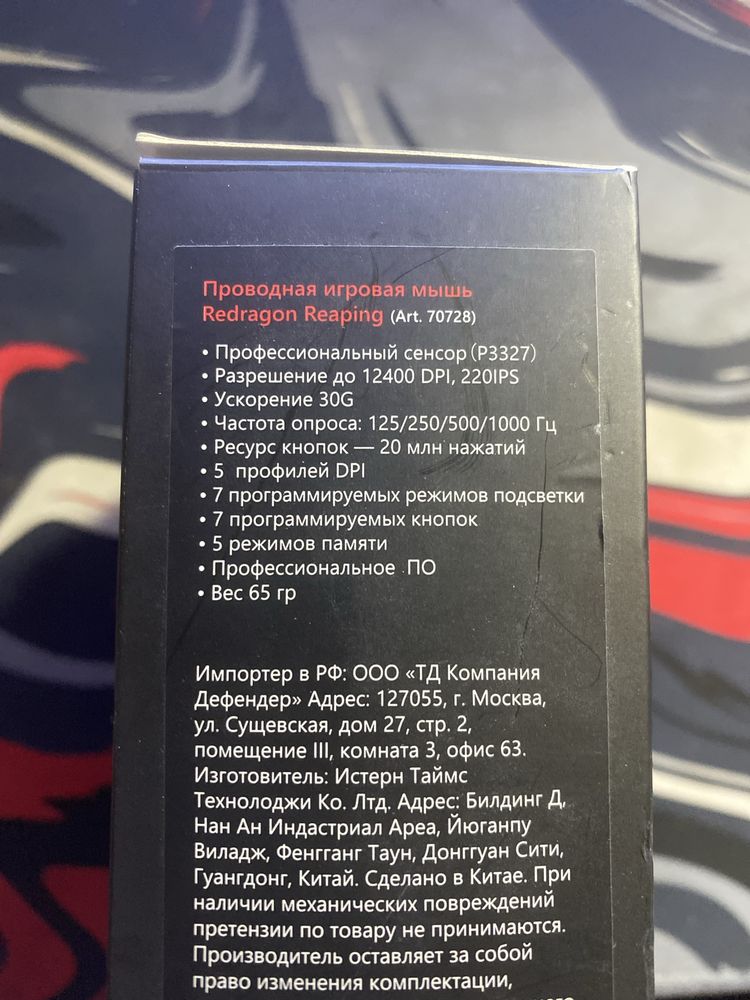 Проводная игровая мышь
Redragon Reaping (Art. 70728)
• Профессиональный сенсор (P3327)
• Разрешение до 12400 DPI, 220IPS
• Ускорение 30G
• Частота опроса: 125/250/500/1000 Гц
• Ресурс кнопок — 20 млн нажатий
• 5 профилей DPI
• 7 программируемых режимов подсветки
• 7 программируемых кнопок
• 5 режимов памяти
• Профессиональное ПО
• Вес 65 гр
Импортер в РФ: ООО «ТД Компания
Дефендер» Адрес: 127055, г. Москва,
ул. Сущевская, дом 27, стр. 2,
помещение III, комната 3, офис 63.
Изготовитель: Истерн Таймс
Технолоджи Ко. Лтд. Адрес: Билдинг Д,
Нан Ан Индастриал Ареа, Йюганпу
Виладж, Фенгганг Таун, Донггуан Сити,
Гуангдонг, Китай. Сделано в Китае. При
наличии механических повреждений
претензии по товару не принимаются.
Производитель оставляет за собой
право изменения комплектации,